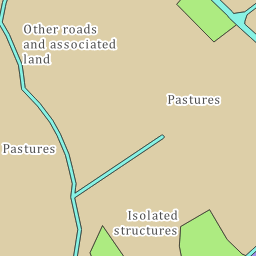 Other roads
and associated
land
Pastures
Pastures
Isolated
structures